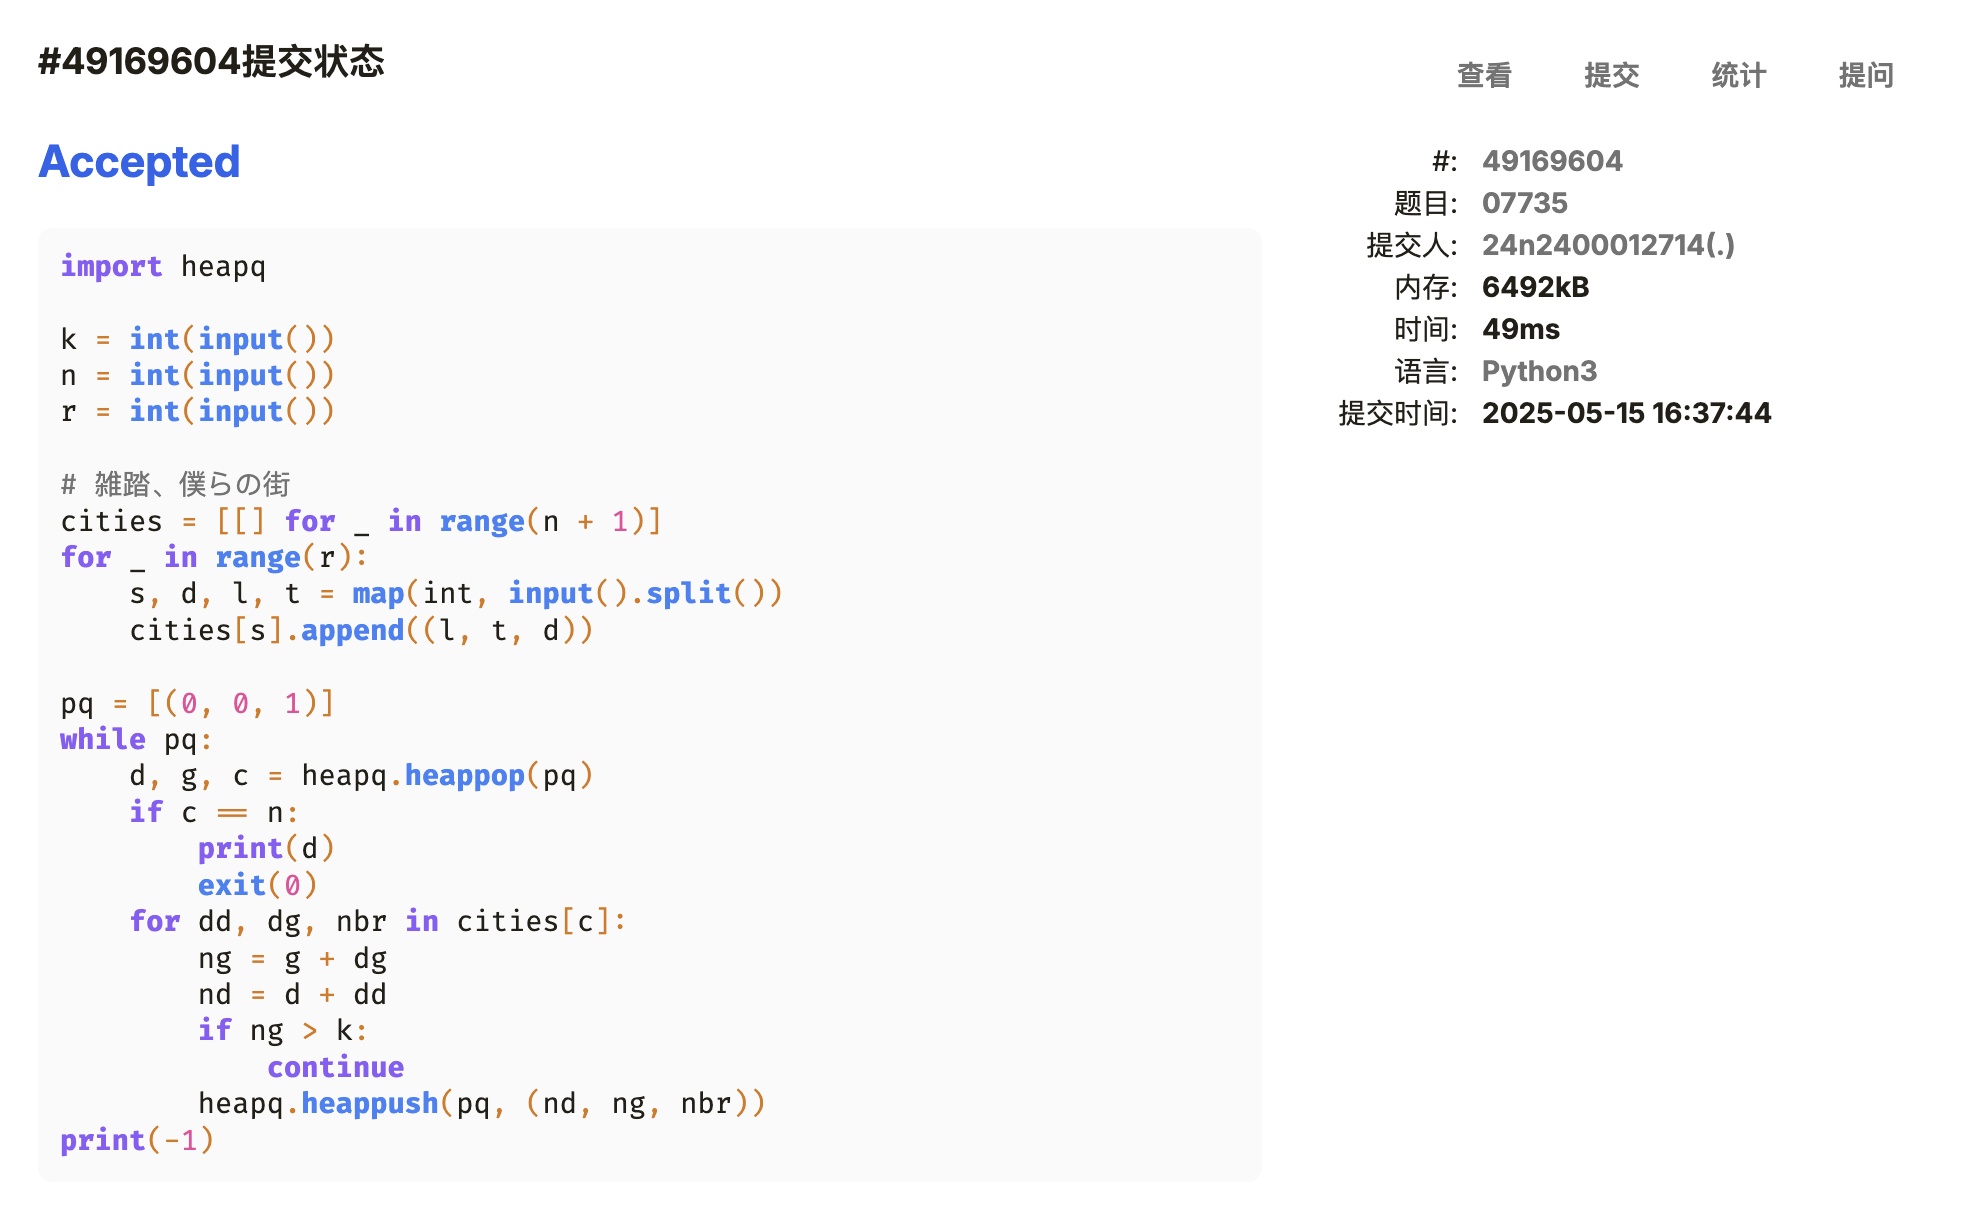 #49169604提交状态
查看 提交 统计 提问
Accepted
#: 49169604
题目: 07735
提交人: 24n2400012714(.)
内存: 6492kB
时间: 49ms
语言: Python3
提交时间: 2025-05-15 16:37:44
import heapq

k = int(input())
n = int(input())
r = int(input())

# 雑踏、僕らの街
cities = [[] for _ in range(n + 1)]
for _ in range(r):
    s, d, l, t = map(int, input().split())
    cities[s].append((l, t, d))

pq = [(0, 0, 1)]
while pq:
    d, g, c = heapq.heappop(pq)
    if c == n:
        print(d)
        exit(0)
    for dd, dg, nbr in cities[c]:
        ng = g + dg
        nd = d + dd
        if ng > k:
            continue
        heapq.heappush(pq, (nd, ng, nbr))
print(-1)